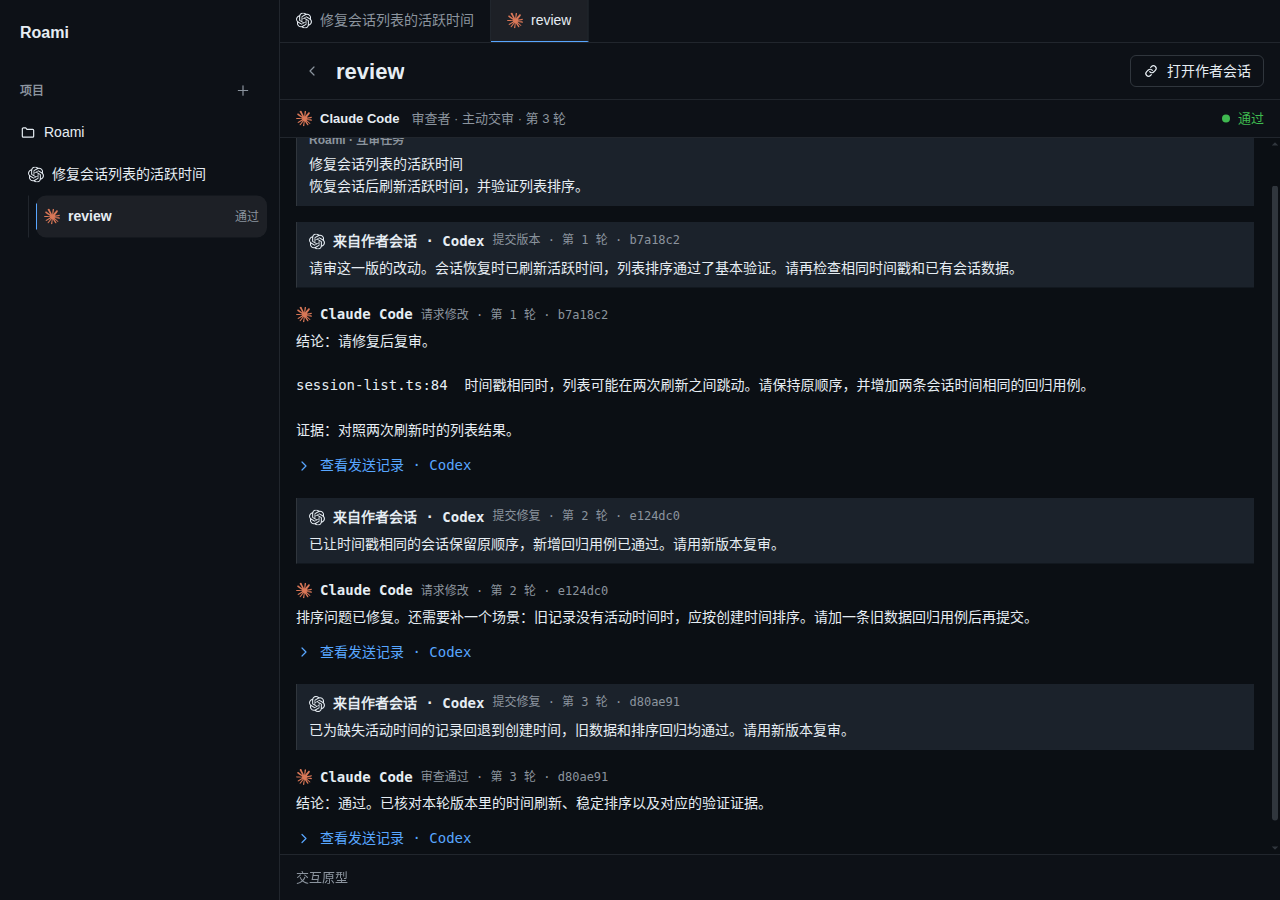 Roami
修复会话列表的活跃时间
review
项目
Roami
修复会话列表的活跃时间
review
通过
review
打开作者会话
Claude Code
审查者 · 主动交审 · 第 3 轮
通过
Roami · 互审任务
修复会话列表的活跃时间
恢复会话后刷新活跃时间，并验证列表排序。
来自作者会话 · Codex 提交版本 · 第 1 轮 · b7a18c2
请审这一版的改动。会话恢复时已刷新活跃时间，列表排序通过了基本验证。请再检查相同时间戳和已有会话数据。
Claude Code 请求修改 · 第 1 轮 · b7a18c2
结论：请修复后复审。
session-list.ts:84  时间戳相同时，列表可能在两次刷新之间跳动。请保持原顺序，并增加两条会话时间相同的回归用例。
证据：对照两次刷新时的列表结果。
查看发送记录 · Codex
来自作者会话 · Codex 提交修复 · 第 2 轮 · e124dc0
已让时间戳相同的会话保留原顺序，新增回归用例已通过。请用新版本复审。
Claude Code 请求修改 · 第 2 轮 · e124dc0
排序问题已修复。还需要补一个场景：旧记录没有活动时间时，应按创建时间排序。请加一条旧数据回归用例后再提交。
查看发送记录 · Codex
来自作者会话 · Codex 提交修复 · 第 3 轮 · d80ae91
已为缺失活动时间的记录回退到创建时间，旧数据和排序回归均通过。请用新版本复审。
Claude Code 审查通过 · 第 3 轮 · d80ae91
结论：通过。已核对本轮版本里的时间刷新、稳定排序以及对应的验证证据。
查看发送记录 · Codex
交互原型